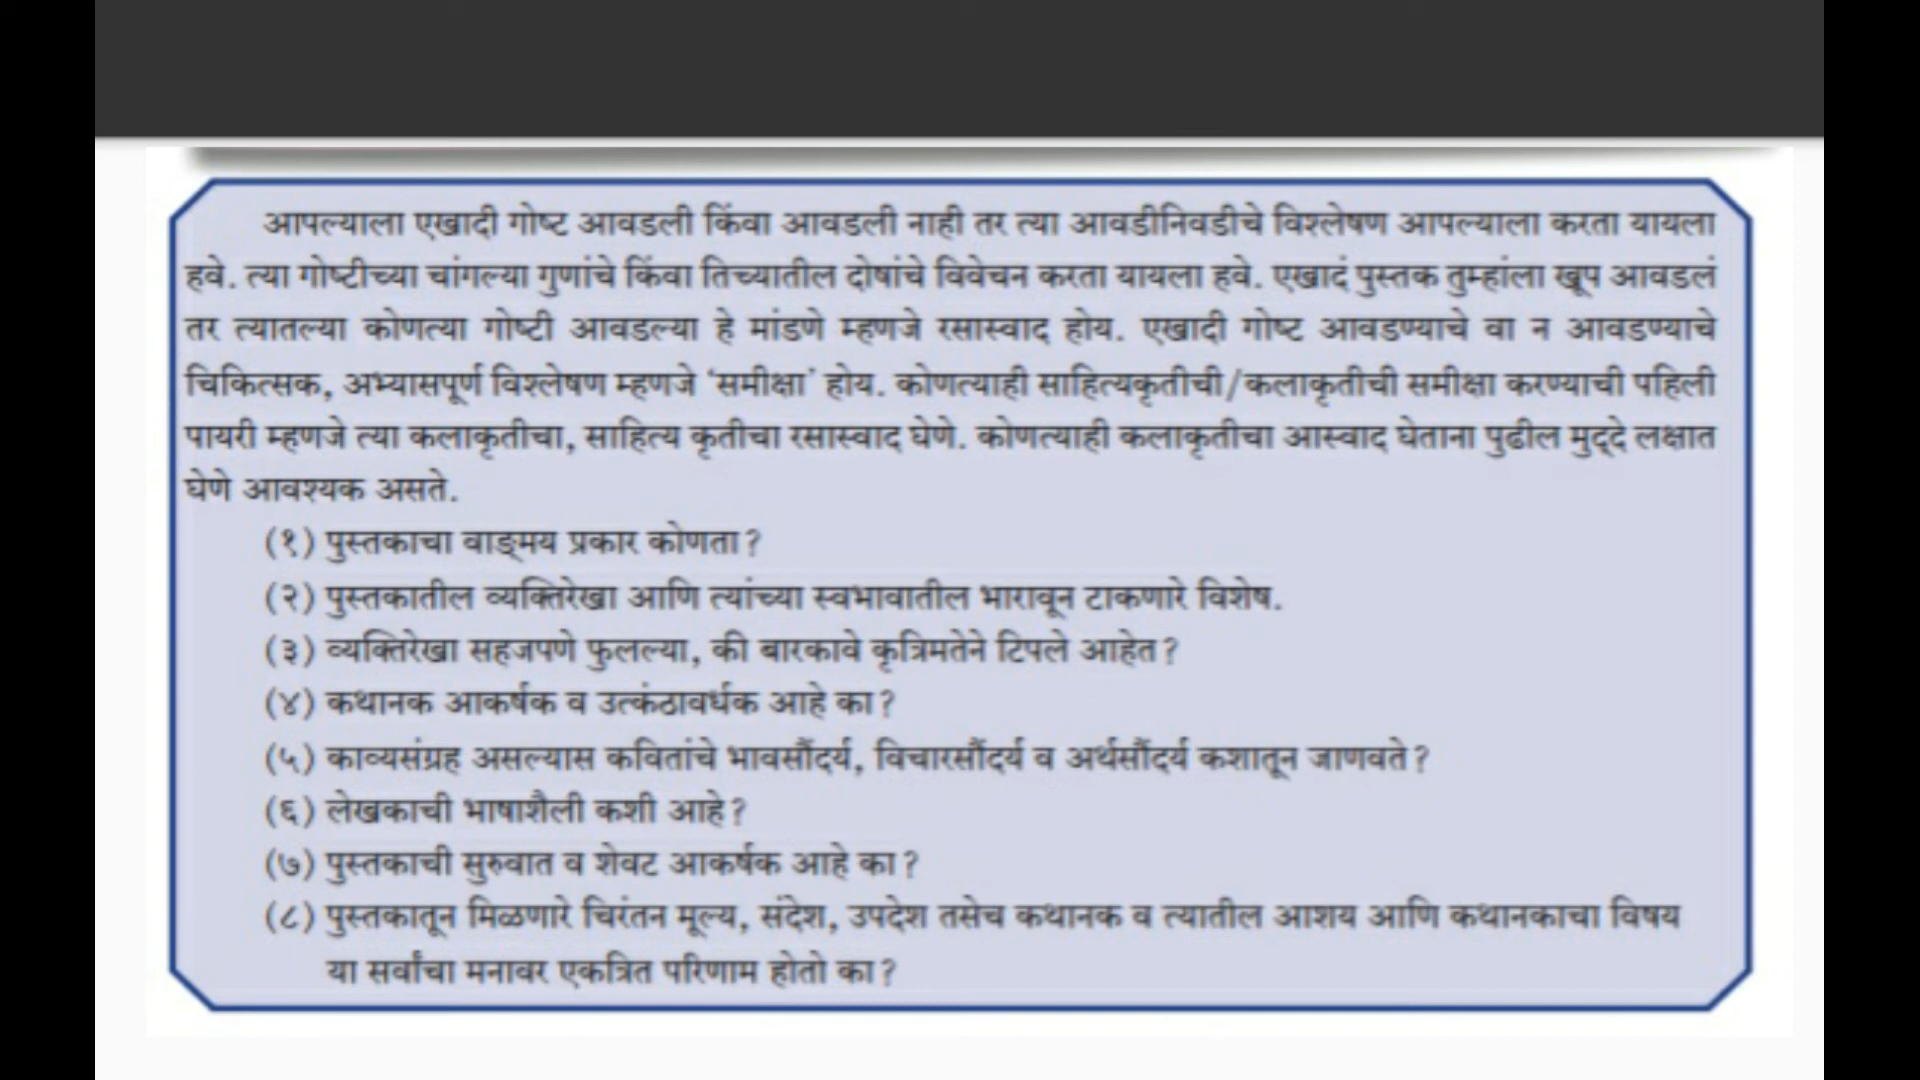 आपल्याला एखादी गोष्ट आवडली किंवा आवडली नाही तर त्या आवडीनिवडीचे विश्लेषण आपल्याला करता यायला
हवे. त्या गोष्टीच्या चांगल्या गुणांचे किंवा तिच्यातील दोषांचे विवेचन करता यायला हवे. एखादं पुस्तक तुम्हांला खूप आवडलं
तर त्यातल्या कोणत्या गोष्टी आवडल्या हे मांडणे म्हणजे रसास्वाद होय. एखादी गोष्ट आवडण्याचे वा न आवडण्याचे
चिकित्सक, अभ्यासपूर्ण विश्लेषण म्हणजे ‘समीक्षा’ होय. कोणत्याही साहित्यकृतीची/कलाकृतीची समीक्षा करण्याची पहिली
पायरी म्हणजे त्या कलाकृतीचा, साहित्य कृतीचा रसास्वाद घेणे. कोणत्याही कलाकृतीचा आस्वाद घेताना पुढील मुद्‌दे लक्षात
घेणे आवश्यक असते.
(१) पुस्तकाचा वाङ्‌मय प्रकार कोणता?
(२) पुस्तकातील व्यक्तिरेखा आणि त्यांच्या स्वभावातील भारावून टाकणारे विशेष.
(३) व्यक्तिरेखा सहजपणे फुलल्या, की बारकावे कृत्रिमतेने टिपले आहेत?
(४) कथानक आकर्षक व उत्कंठावर्धक आहे का?
(५) काव्यसंग्रह असल्यास कवितांचे भावसौंदर्य, विचारसौंदर्य व अर्थसौंदर्य कशातून जाणवते?
(६) लेखकाची भाषाशैली कशी आहे?
(७) पुस्तकाची सुरुवात व शेवट आकर्षक आहे का?
(८) पुस्तकातून मिळणारे चिरंतन मूल्य, संदेश, उपदेश तसेच कथानक व त्यातील आशय आणि कथानकाचा विषय
या सर्वांचा मनावर एकत्रित परिणाम होतो का?